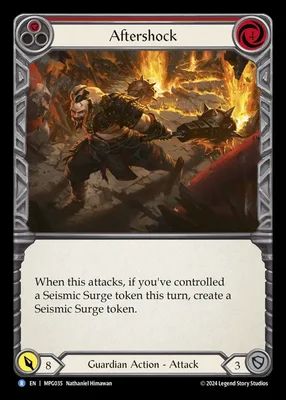 Aftershock
When this attacks, if you've controlled
a Seismic Surge token this turn, create a
Seismic Surge token.
8
Guardian Action - Attack
3
EN | MPG035 Nathaniel Himawan
© 2024 Legend Story Studios